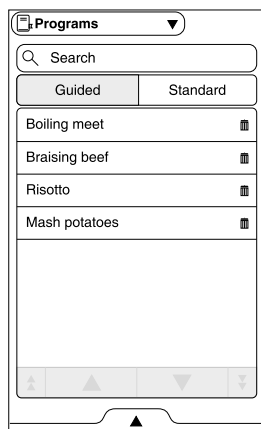 Programs
Search
Guided Standard
Boiling meet
Braising beef
Risotto
Mash potatoes